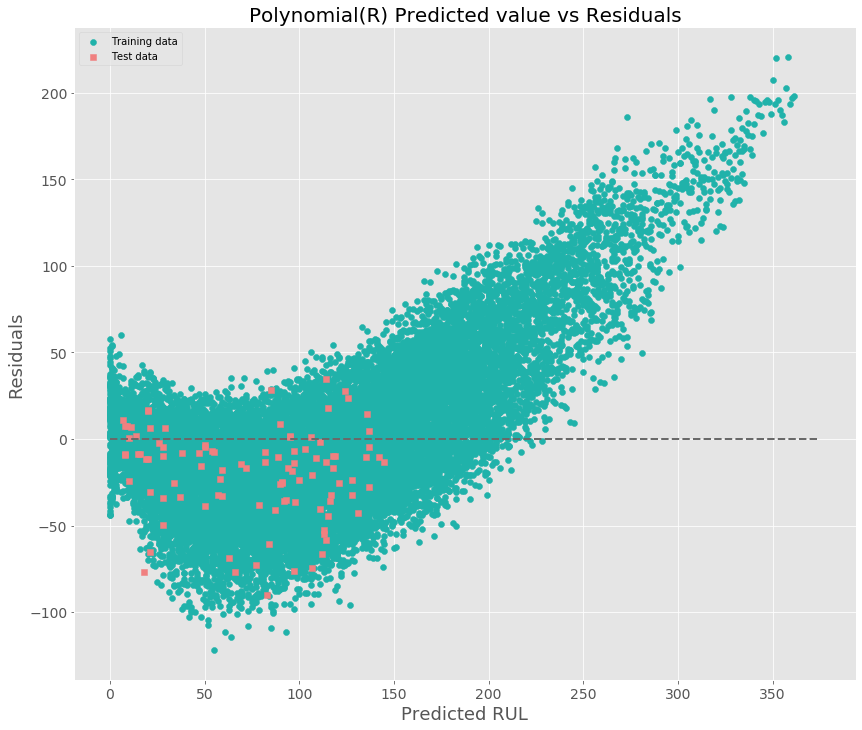 Polynomial(R) Predicted value vs Residuals
Training data
Test data
Residuals
200
150
100
50
0
−50
−100
0 50 100 150 200 250 300 350
Predicted RUL